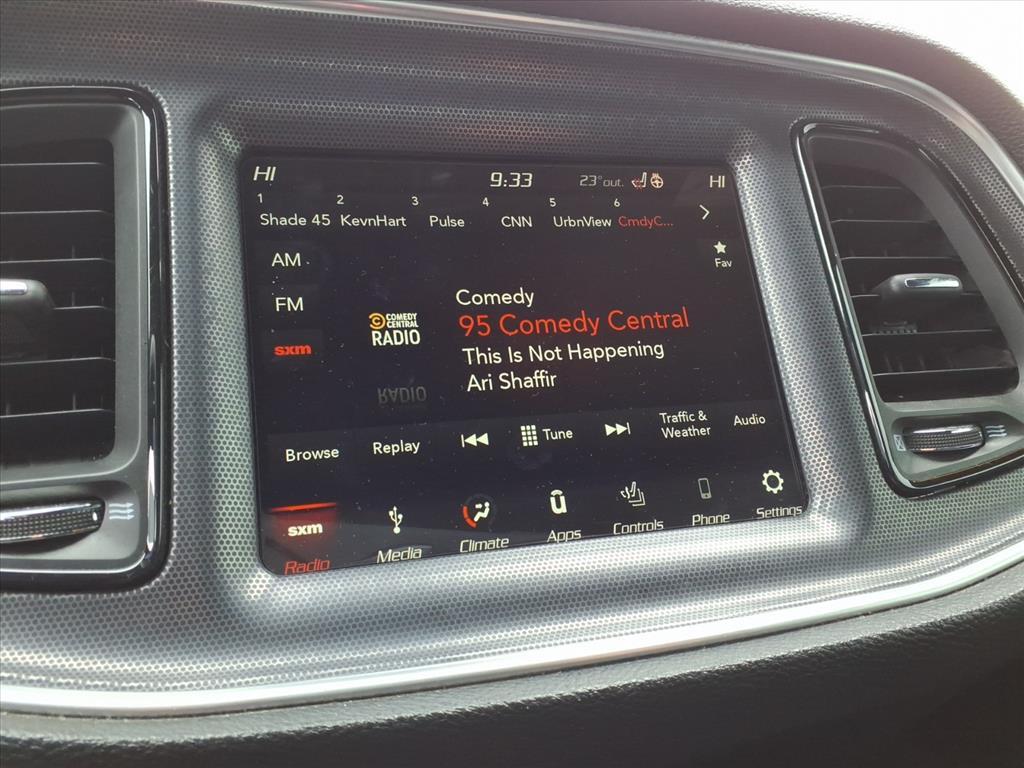 HI 9:33 23°out. HI
1 2 3 4 5 6
Shade 45 KevnHart Pulse CNN UrbnView CmdyC...
Fav
AM
FM
sxm
COMEDY
CENTRAL
RADIO
Comedy
95 Comedy Central
This Is Not Happening
Ari Shaffir
Browse Replay Tune Traffic &
Weather Audio
sxm
Radio Media Climate Apps Controls Phone Settings